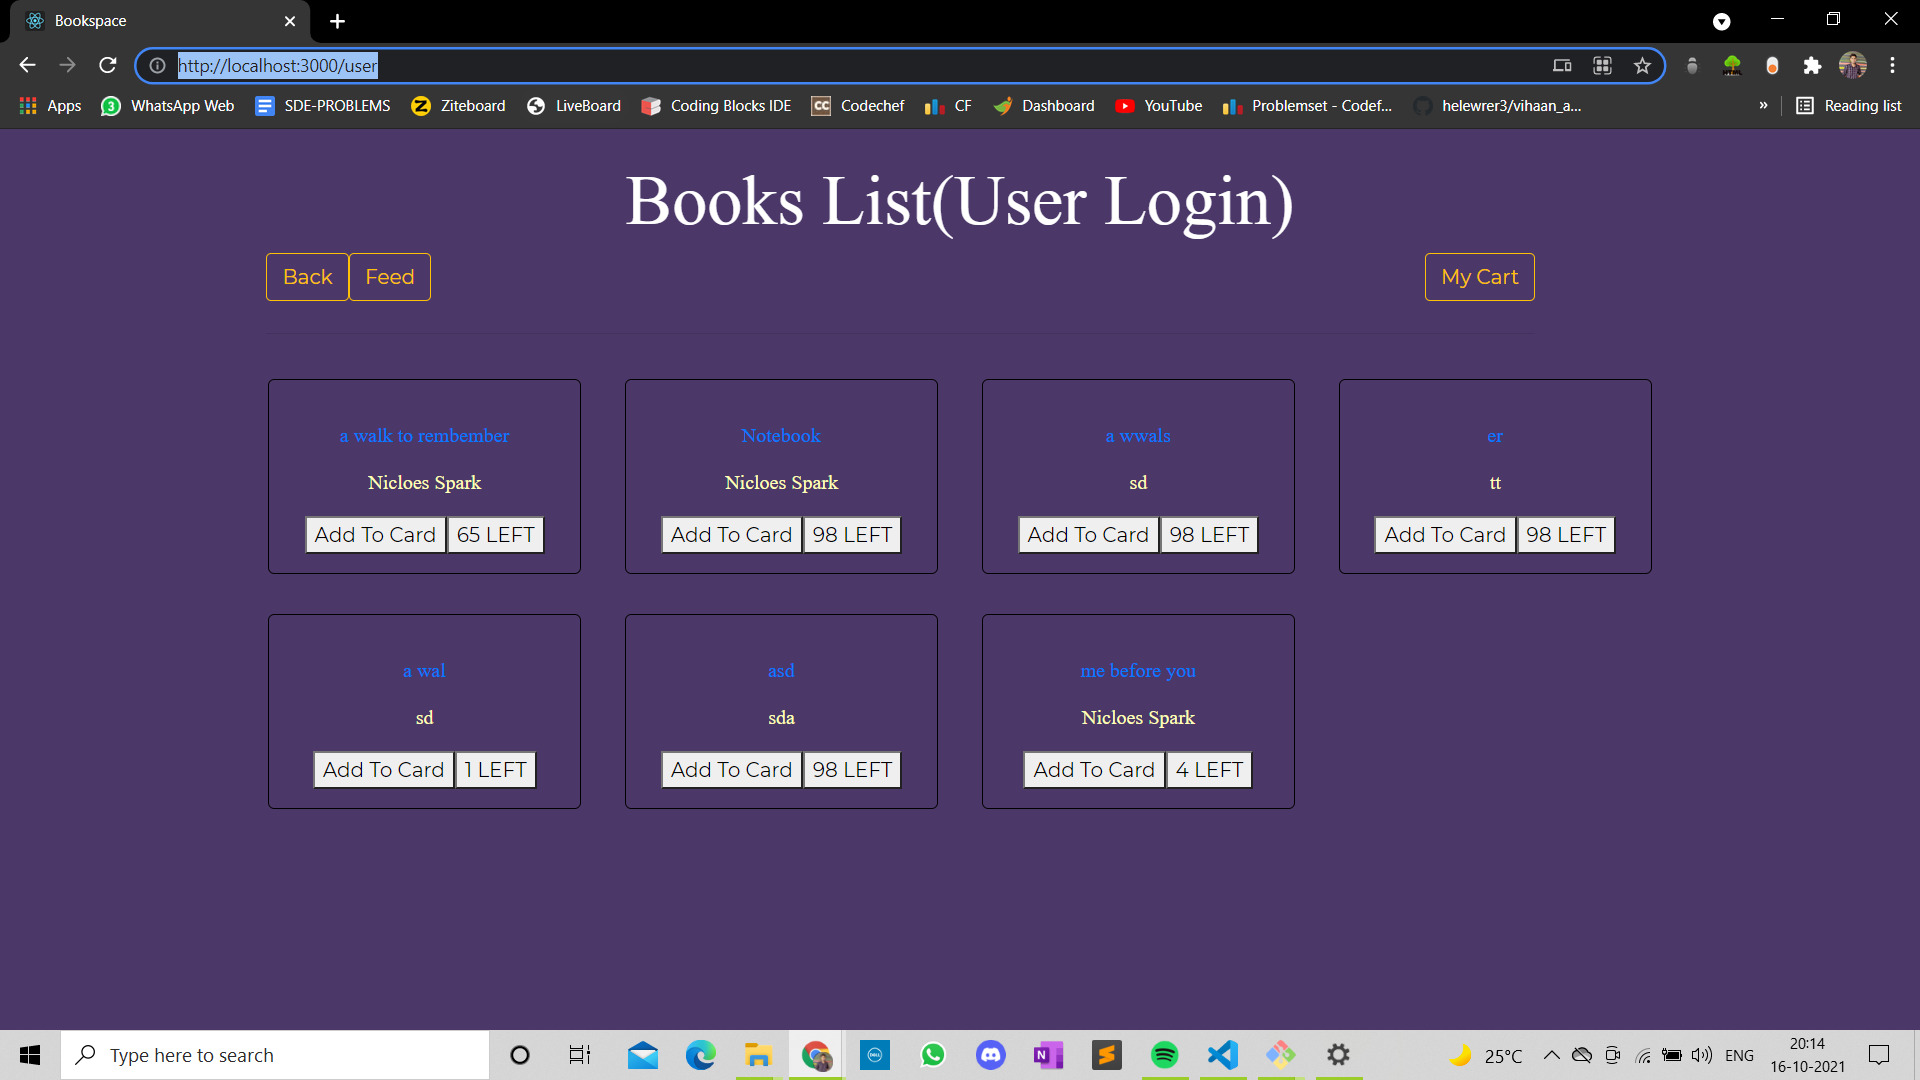 Bookspace
http://localhost:3000/user
Apps
3
WhatsApp Web
SDE-PROBLEMS
Ziteboard
LiveBoard
Coding Blocks IDE
CC
Codechef
CF
Dashboard
YouTube
Problemset - Codef...
helewrer3/vihaan_a...
»
Reading list
Books List(User Login)
Back
Feed
My Cart
a walk to rembember
Nicloes Spark
Add To Card
65 LEFT
Notebook
Nicloes Spark
Add To Card
98 LEFT
a wwals
sd
Add To Card
98 LEFT
er
tt
Add To Card
98 LEFT
a wal
sd
Add To Card
1 LEFT
asd
sda
Add To Card
98 LEFT
me before you
Nicloes Spark
Add To Card
4 LEFT
Type here to search
DELL
N
25°C
ENG
20:14
16-10-2021